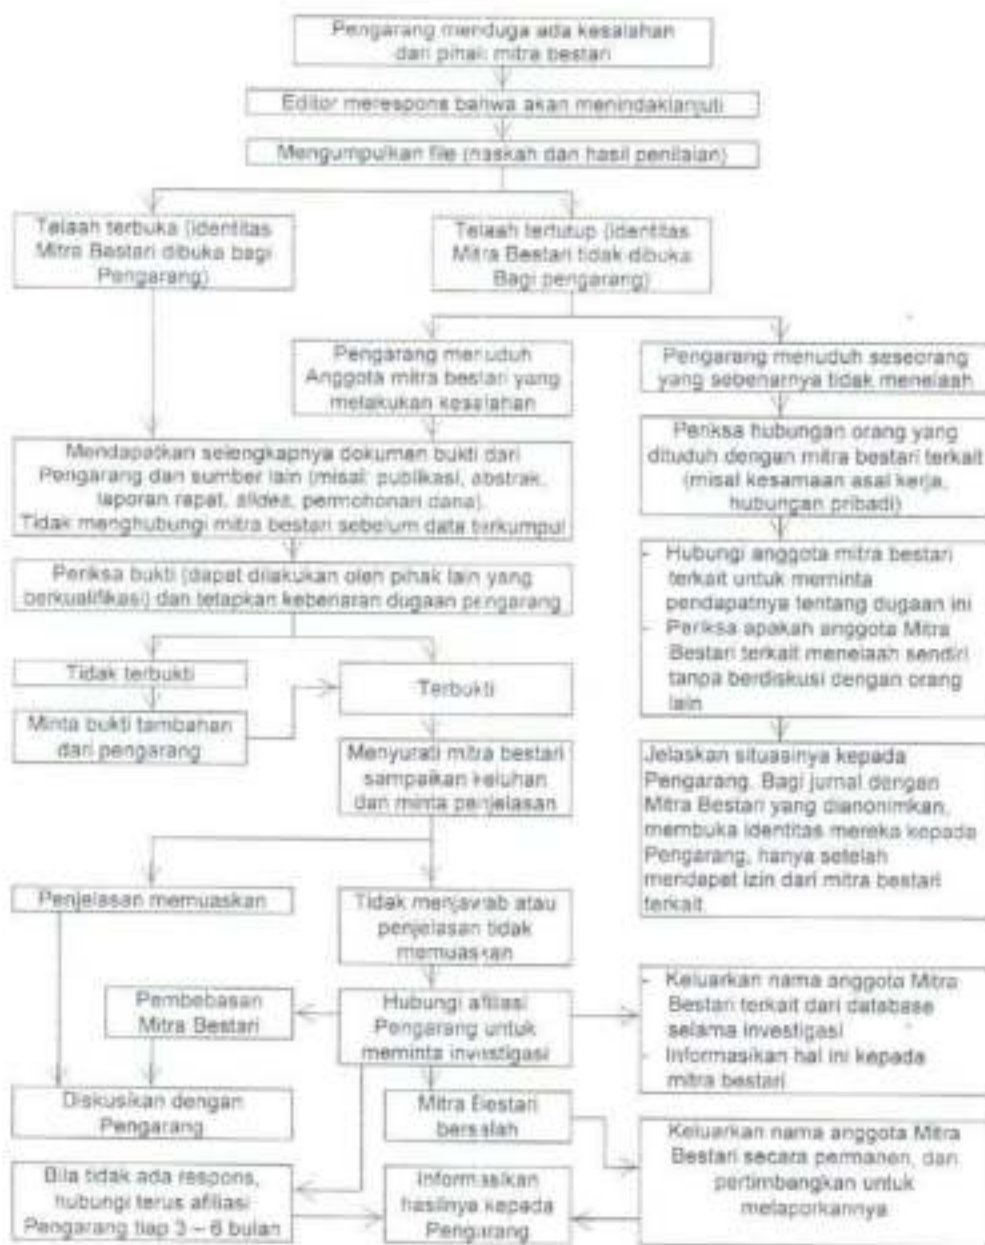 Pengarang menduga ada kesalahan
dari pihak mitra bestari
Editor merespons bahwa akan menindaklanjuti
Mengumpulkan file (naskah dan hasil penilaian)
Telaah terbuka (identitas
Mitra Bestari dibuka bagi
Pengarang)
Telaah tertutup (identitas
Mitra Bestari tidak dibuka
Bagi pengarang)
Pengarang menuduh
Anggota mitra bestari yang
melakukan kesalahan
Pengarang menuduh seseorang
yang sebenarnya tidak menelaah
Mendapatkan selengkapnya dokumen bukti dari
Pengarang dan sumber lain (misal: publikasi, abstrak,
laporan rapat, slides, permohonan dana).
Tidak menghubungi mitra bestari sebelum data terkumpul
Periksa hubungan orang yang
dituduh dengan mitra bestari terkait
(misal kesamaan asal kerja,
hubungan pribadi)
Periksa bukti (dapat dilakukan oleh pihak lain yang
berkualifikasi) dan tetapkan kebenaran dugaan pengarang
- Hubungi anggota mitra bestari
terkait untuk meminta
pendapatnya tentang dugaan ini
- Periksa apakah anggota Mitra
Bestari terkait menelaah sendiri
tanpa berdiskusi dengan orang
lain
Tidak terbukti
Terbukti
Minta bukti tambahan
dari pengarang
Menyurati mitra bestari
sampaikan keluhan
dan minta penjelasan
Jelaskan situasinya kepada
Pengarang. Bagi jurnal dengan
Mitra Bestari yang dianonimkan,
membuka identitas mereka kepada
Pengarang, hanya setelah
mendapat izin dari mitra bestari
terkait.
Penjelasan memuaskan
Tidak menjawab atau
penjelasan tidak
memuaskan
Pembebasan
Mitra Bestari
Hubungi afiliasi
Pengarang untuk
meminta investigasi
- Keluarkan nama anggota Mitra
Bestari terkait dari database
selama investigasi
- Informasikan hal ini kepada
mitra bestari
Diskusikan dengan
Pengarang
Mitra Bestari
bersalah
Keluarkan nama anggota Mitra
Bestari secara permanen, dan
pertimbangkan untuk
melaporkannya
Bila tidak ada respons,
hubungi terus afiliasi
Pengarang tiap 3 – 6 bulan
Informasikan
hasilnya kepada
Pengarang